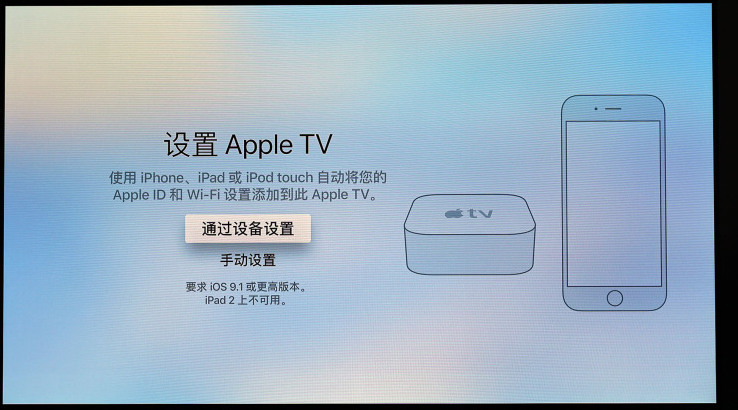 设置 Apple TV
使用 iPhone、iPad 或 iPod touch 自动将您的
Apple ID 和 Wi-Fi 设置添加到此 Apple TV。
通过设备设置
手动设置
要求 iOS 9.1 或更高版本。
iPad 2 上不可用。
tv